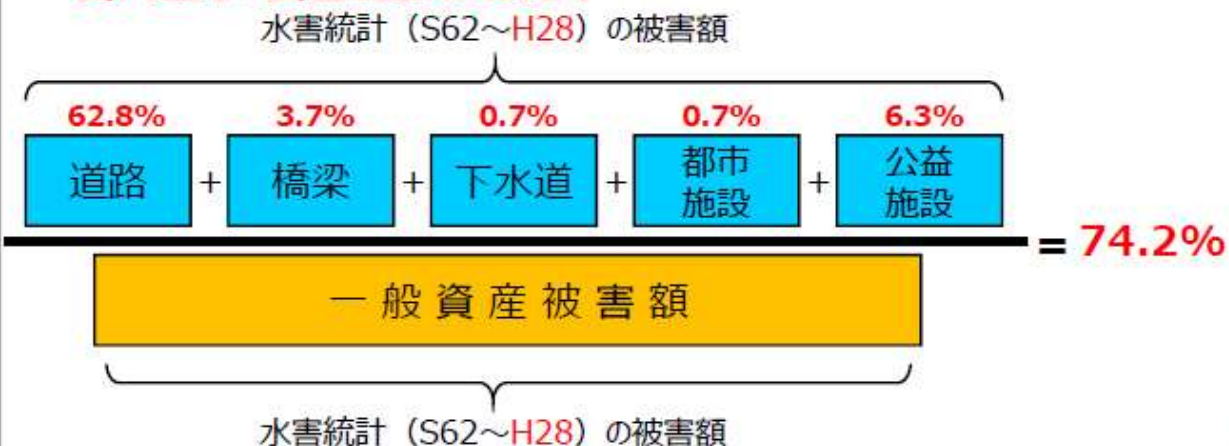 水害統計（S62～H28）の被害額
62.8% 3.7% 0.7% 0.7% 6.3%
道路 + 橋梁 + 下水道 + 都市施設 + 公益施設
= 74.2%
一般資産被害額
水害統計（S62～H28）の被害額